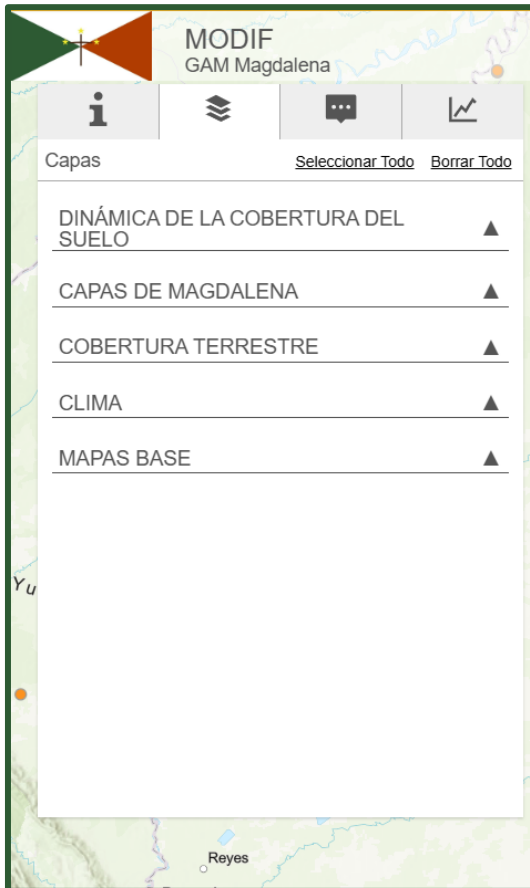 MODIF
GAM Magdalena
Capas
Seleccionar Todo
Borrar Todo
DINÁMICA DE LA COBERTURA DEL
SUELO
CAPAS DE MAGDALENA
COBERTURA TERRESTRE
CLIMA
MAPAS BASE
Yu
Reyes